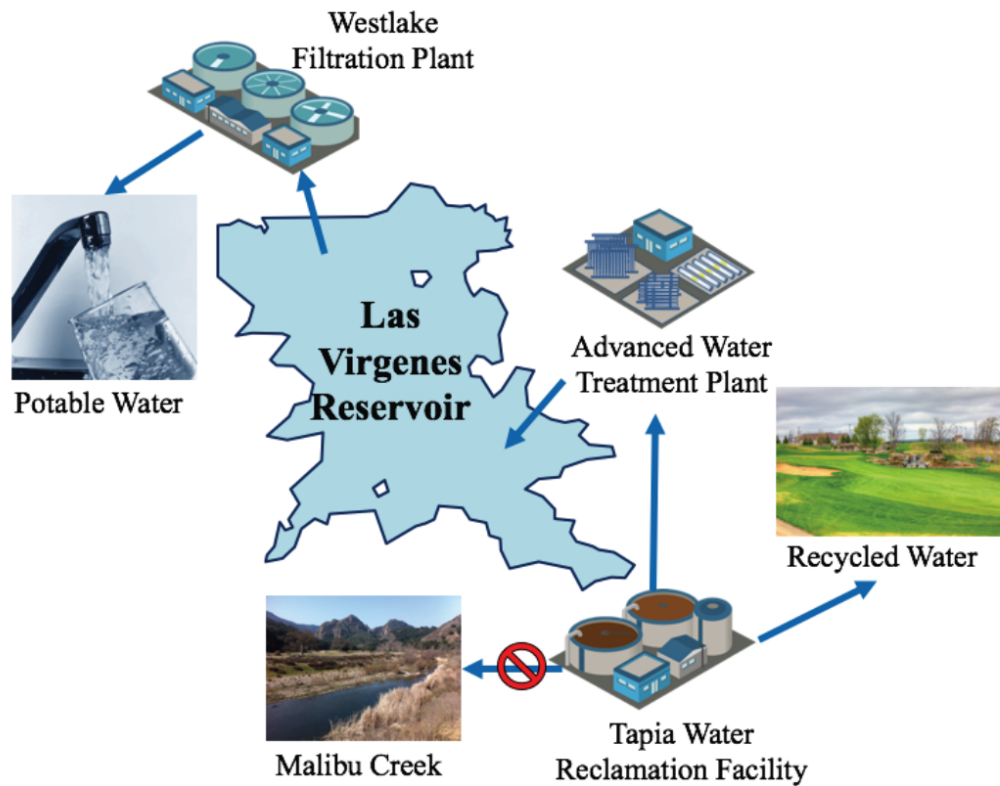 Westlake
Filtration Plant
Las
Virgenes
Reservoir
Advanced Water
Treatment Plant
Potable Water
Recycled Water
Malibu Creek
Tapia Water
Reclamation Facility